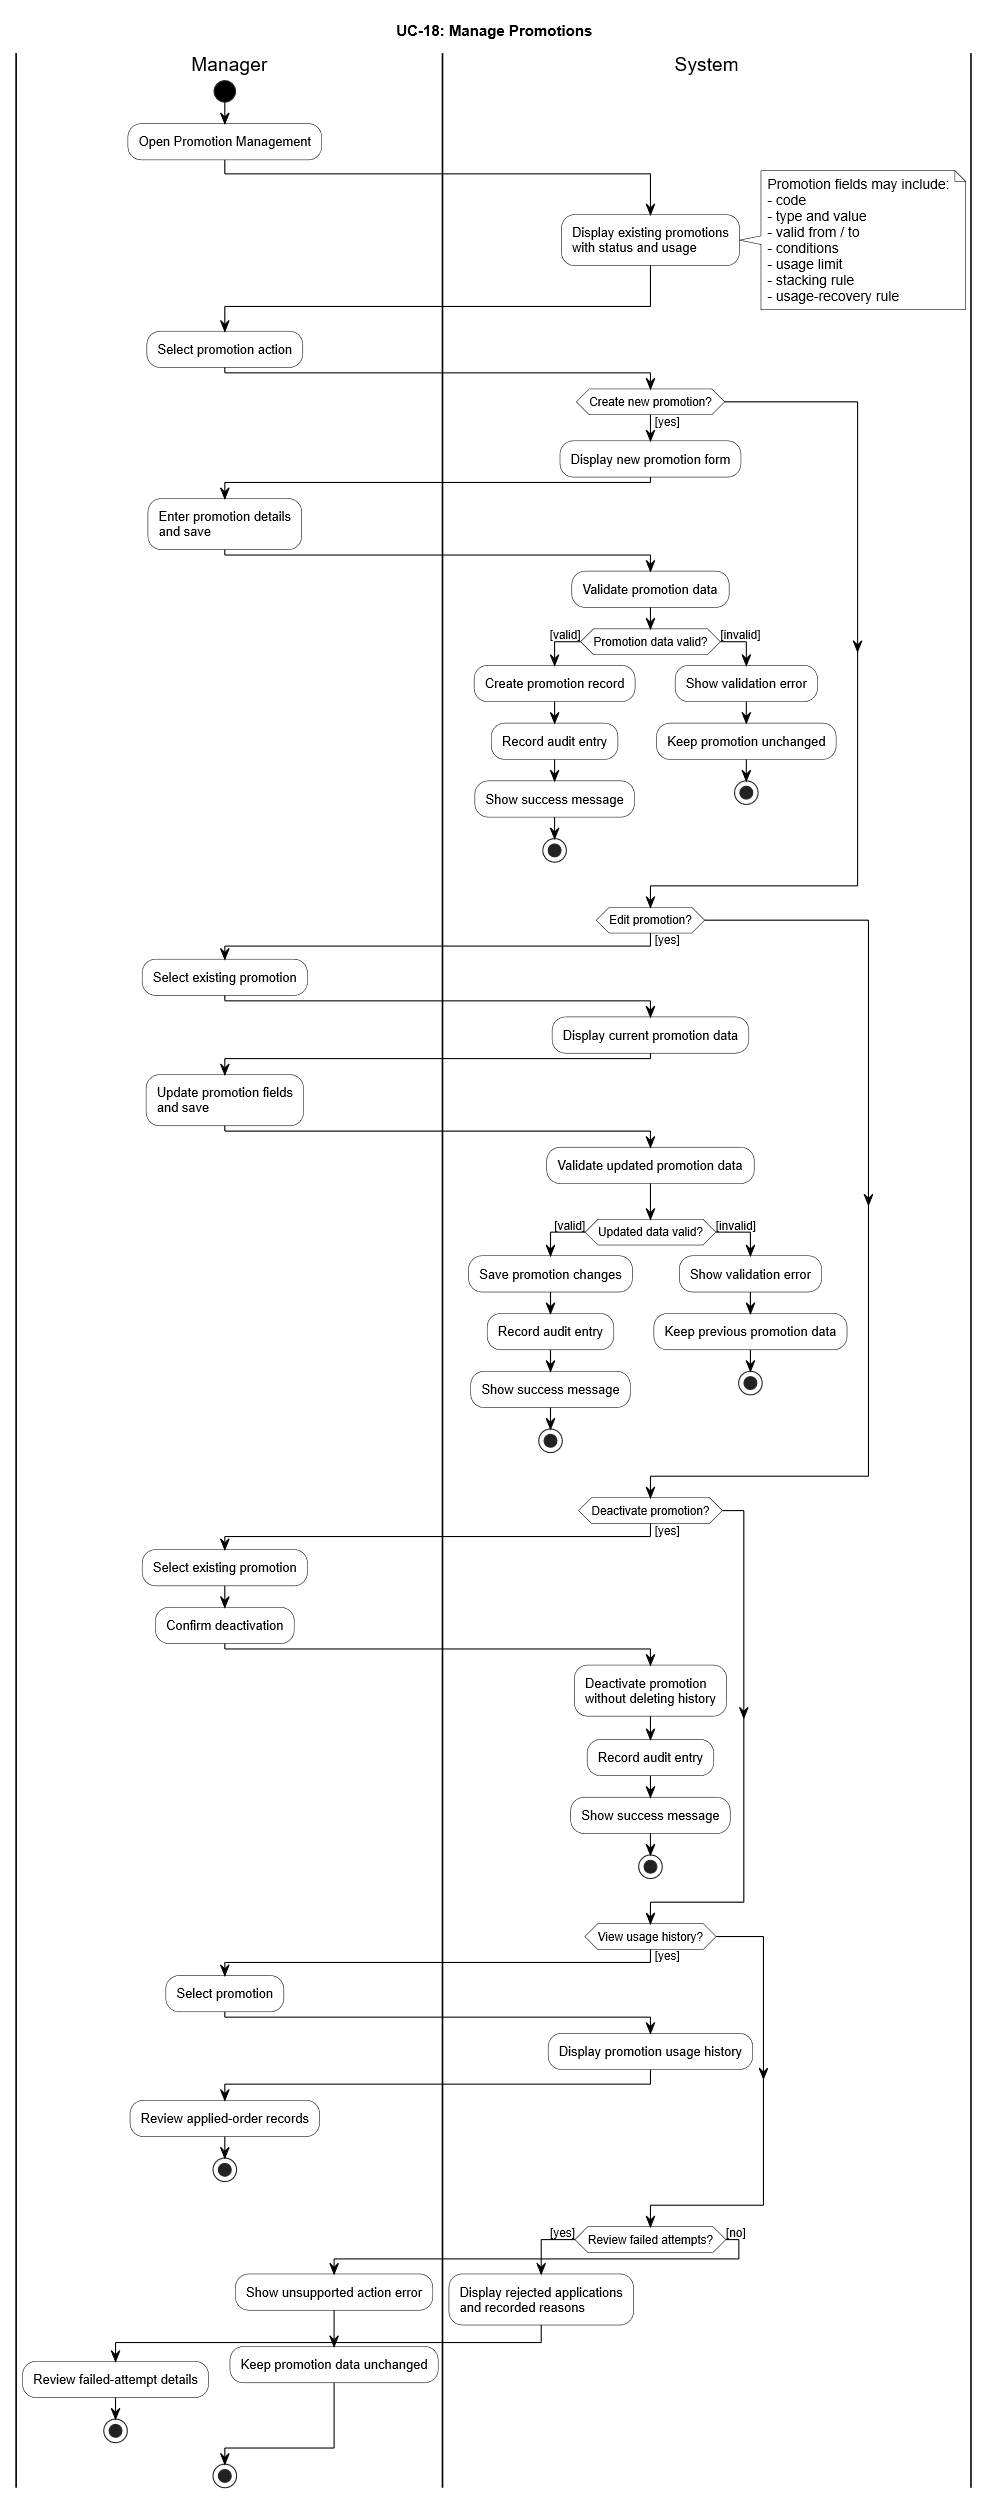 UC-18: Manage Promotions
Manager
System
Open Promotion Management
Promotion fields may include:
- code
- type and value
- valid from / to
- conditions
- usage limit
- stacking rule
- usage-recovery rule
Display existing promotions
with status and usage
Select promotion action
Create new promotion?
[yes]
Display new promotion form
Enter promotion details
and save
Validate promotion data
[valid]
Promotion data valid?
[invalid]
Create promotion record
Show validation error
Record audit entry
Keep promotion unchanged
Show success message
Edit promotion?
[yes]
Select existing promotion
Display current promotion data
Update promotion fields
and save
Validate updated promotion data
[valid]
Updated data valid?
[invalid]
Save promotion changes
Show validation error
Record audit entry
Keep previous promotion data
Show success message
Deactivate promotion?
[yes]
Select existing promotion
Confirm deactivation
Deactivate promotion
without deleting history
Record audit entry
Show success message
View usage history?
[yes]
Select promotion
Display promotion usage history
Review applied-order records
[yes]
Review failed attempts?
[no]
Show unsupported action error
Display rejected applications
and recorded reasons
Keep promotion data unchanged
Review failed-attempt details